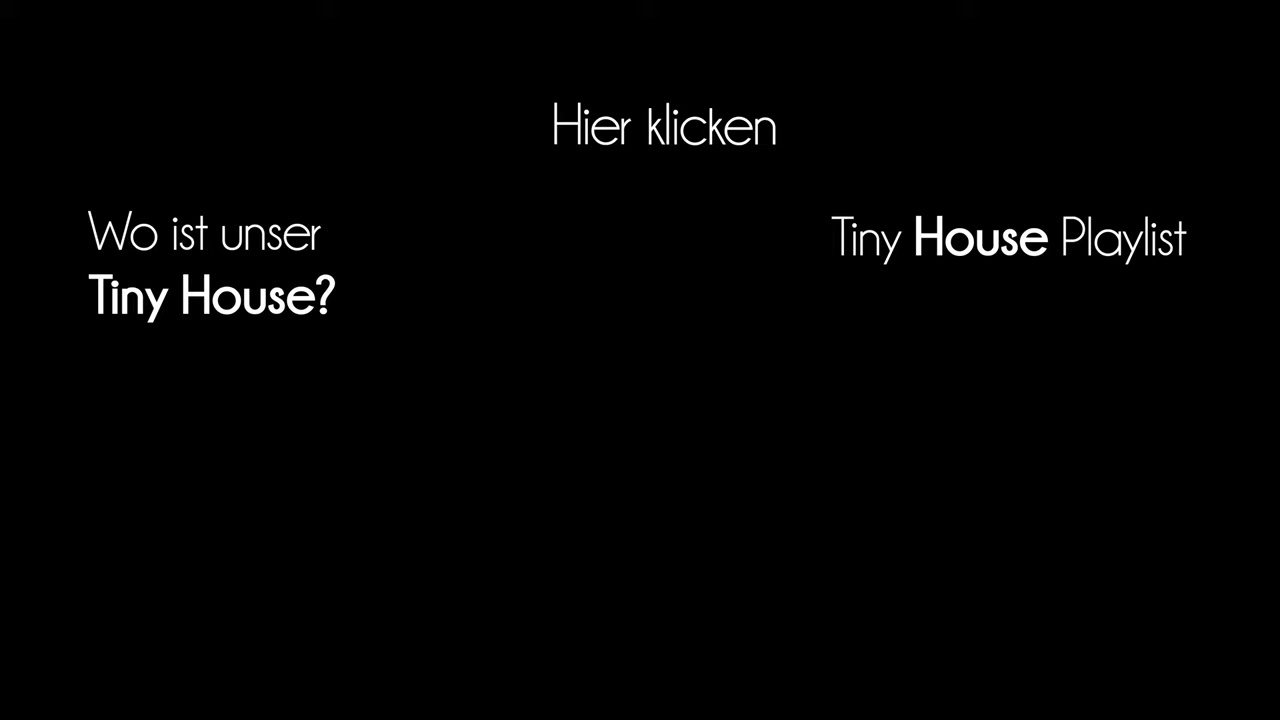 Hier klicken
Wo ist unser
Tiny House?
Tiny House Playlist